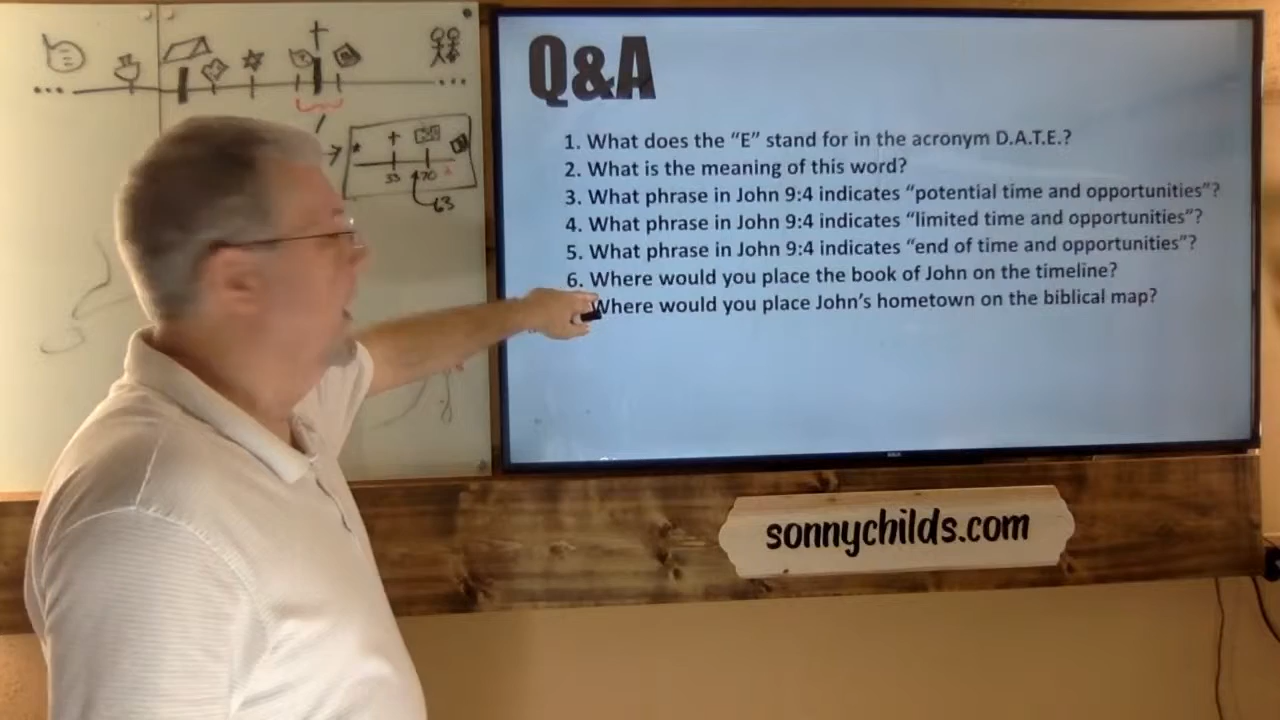 Q&A
1. What does the “E” stand for in the acronym D.A.T.E.?
2. What is the meaning of this word?
3. What phrase in John 9:4 indicates “potential time and opportunities”?
4. What phrase in John 9:4 indicates “limited time and opportunities”?
5. What phrase in John 9:4 indicates “end of time and opportunities”?
6. Where would you place the book of John on the timeline?
Where would you place John’s hometown on the biblical map?
33 70
63
sonnychilds.com